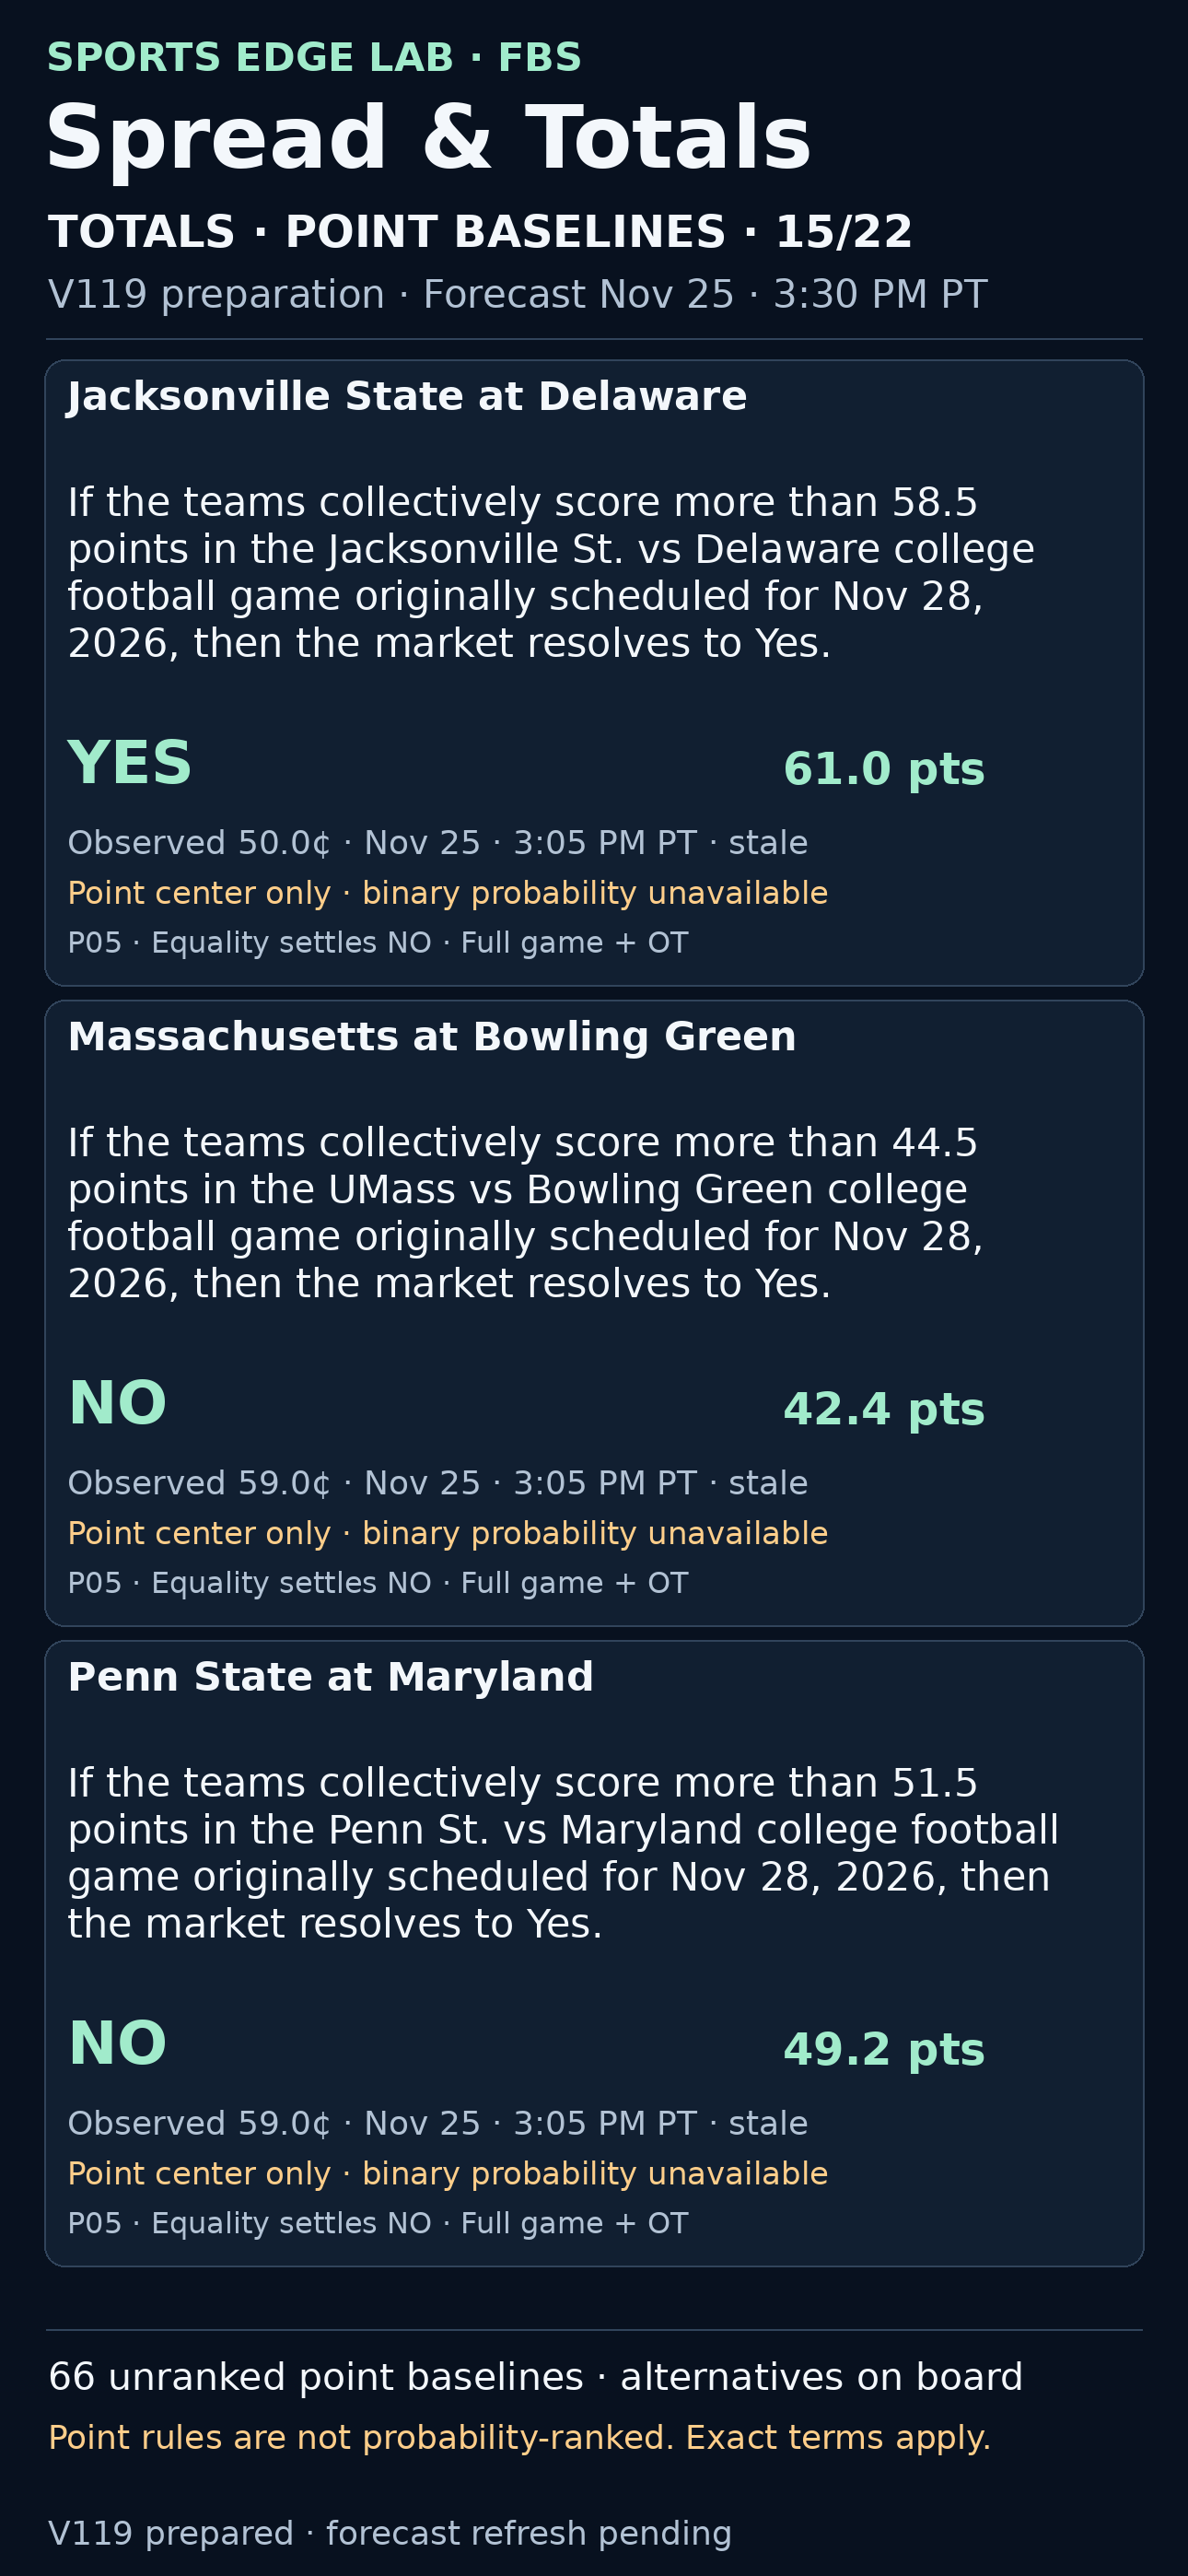 SPORTS EDGE LAB · FBS
Spread & Totals
TOTALS · POINT BASELINES · 15/22
V119 preparation · Forecast Nov 25 · 3:30 PM PT
Jacksonville State at Delaware
If the teams collectively score more than 58.5
points in the Jacksonville St. vs Delaware college
football game originally scheduled for Nov 28,
2026, then the market resolves to Yes.
YES 61.0 pts
Observed 50.0¢ · Nov 25 · 3:05 PM PT · stale
Point center only · binary probability unavailable
P05 · Equality settles NO · Full game + OT
Massachusetts at Bowling Green
If the teams collectively score more than 44.5
points in the UMass vs Bowling Green college
football game originally scheduled for Nov 28,
2026, then the market resolves to Yes.
NO 42.4 pts
Observed 59.0¢ · Nov 25 · 3:05 PM PT · stale
Point center only · binary probability unavailable
P05 · Equality settles NO · Full game + OT
Penn State at Maryland
If the teams collectively score more than 51.5
points in the Penn St. vs Maryland college football
game originally scheduled for Nov 28, 2026, then
the market resolves to Yes.
NO 49.2 pts
Observed 59.0¢ · Nov 25 · 3:05 PM PT · stale
Point center only · binary probability unavailable
P05 · Equality settles NO · Full game + OT
66 unranked point baselines · alternatives on board
Point rules are not probability-ranked. Exact terms apply.
V119 prepared · forecast refresh pending